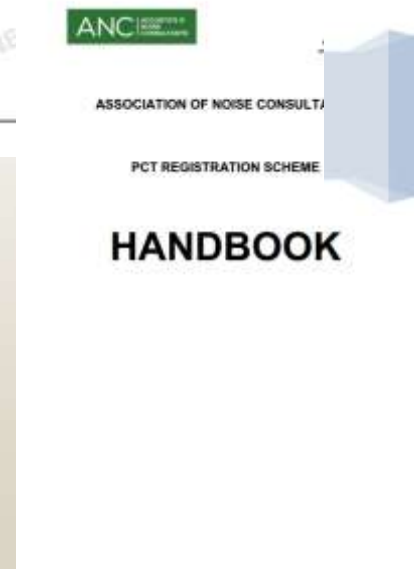 ANC
ASSOCIATION OF NOISE CONSULTA
PCT REGISTRATION SCHEME
HANDBOOK